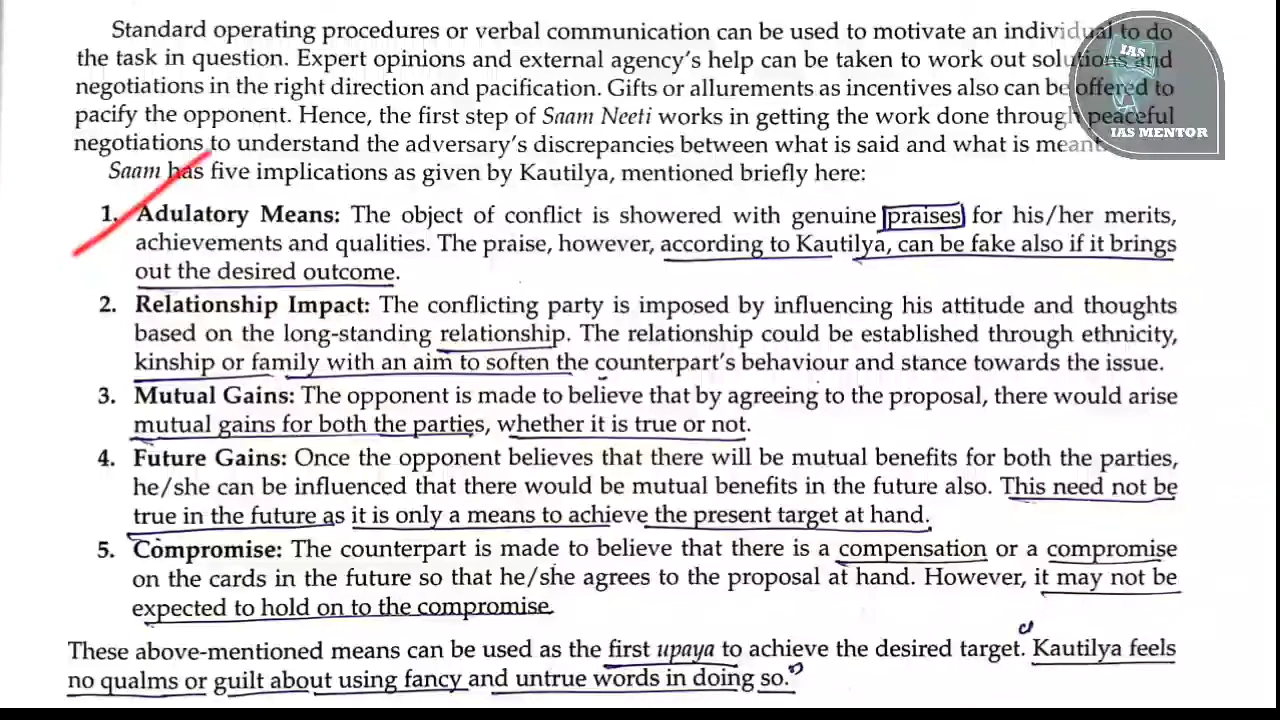 Standard operating procedures or verbal communication can be used to motivate an individual to do
the task in question. Expert opinions and external agency's help can be taken to work out solutions and
negotiations in the right direction and pacification. Gifts or allurements as incentives also can be offered to
pacify the opponent. Hence, the first step of Saam Neeti works in getting the work done through peaceful
negotiations to understand the adversary's discrepancies between what is said and what is meant.
IAS
IAS MENTOR
Saam has five implications as given by Kautilya, mentioned briefly here:
1. Adulatory Means: The object of conflict is showered with genuine praises for his/her merits,
achievements and qualities. The praise, however, according to Kautilya, can be fake also if it brings
out the desired outcome.
2. Relationship Impact: The conflicting party is imposed by influencing his attitude and thoughts
based on the long-standing relationship. The relationship could be established through ethnicity,
kinship or family with an aim to soften the counterpart's behaviour and stance towards the issue.
3. Mutual Gains: The opponent is made to believe that by agreeing to the proposal, there would arise
mutual gains for both the parties, whether it is true or not.
4. Future Gains: Once the opponent believes that there will be mutual benefits for both the parties,
he/she can be influenced that there would be mutual benefits in the future also. This need not be
true in the future as it is only a means to achieve the present target at hand.
5. Compromise: The counterpart is made to believe that there is a compensation or a compromise
on the cards in the future so that he/she agrees to the proposal at hand. However, it may not be
expected to hold on to the compromise.
These above-mentioned means can be used as the first upaya to achieve the desired target. Kautilya feels
no qualms or guilt about using fancy and untrue words in doing so.